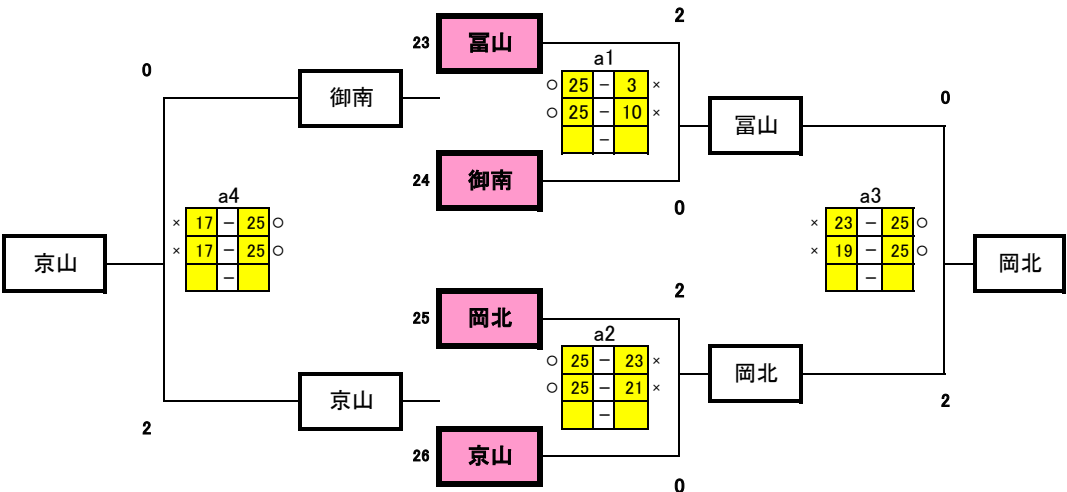 2
23 冨山
a1
0
御南
○ 25 － 3 ×
○ 25 － 10 ×
－
冨山
0
24 御南
0
a4
× 17 － 25 ○
× 17 － 25 ○
－
a3
× 23 － 25 ○
× 19 － 25 ○
－
京山
岡北
2
25 岡北
a2
○ 25 － 23 ×
○ 25 － 21 ×
－
岡北
京山
2
2
26 京山
0